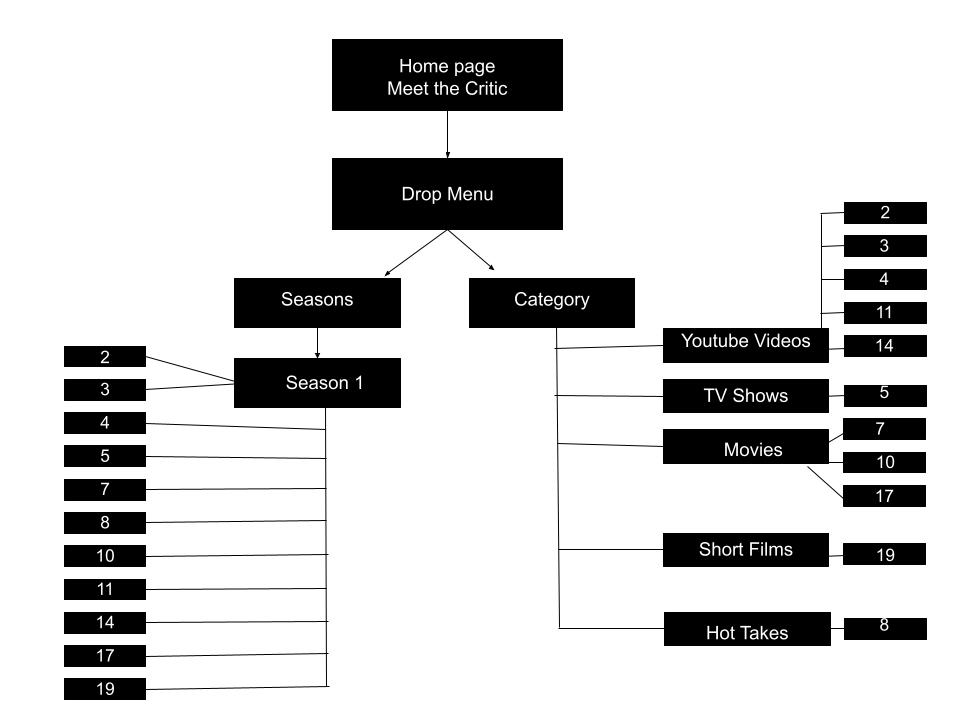 Home page
Meet the Critic
Drop Menu
Seasons
Category
Season 1
2
3
4
5
7
8
10
11
14
17
19
Youtube Videos
2
3
4
11
14
TV Shows
5
Movies
7
10
17
Short Films
19
Hot Takes
8